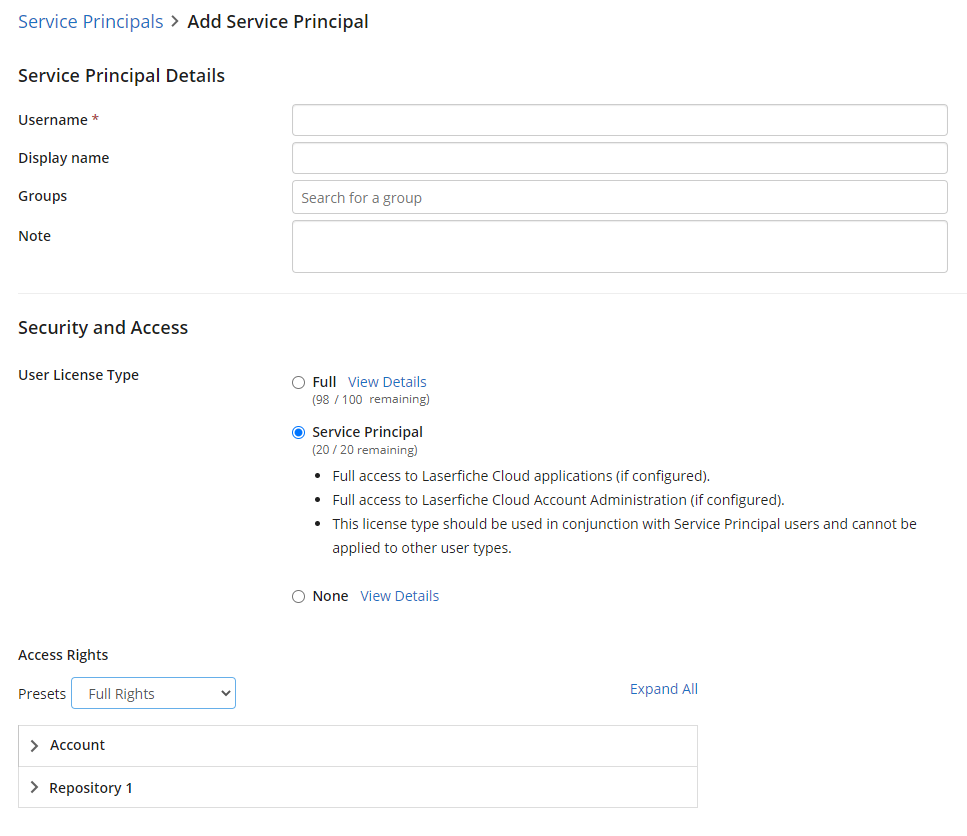 Service Principals > Add Service Principal
Service Principal Details
Username *
Display name
Groups Search for a group
Note
Security and Access
User License Type
Full View Details
(98 / 100 remaining)
Service Principal
(20 / 20 remaining)
• Full access to Laserfiche Cloud applications (if configured).
• Full access to Laserfiche Cloud Account Administration (if configured).
• This license type should be used in conjunction with Service Principal users and cannot be
applied to other user types.
None View Details
Access Rights
Presets Full Rights Expand All
Account
Repository 1